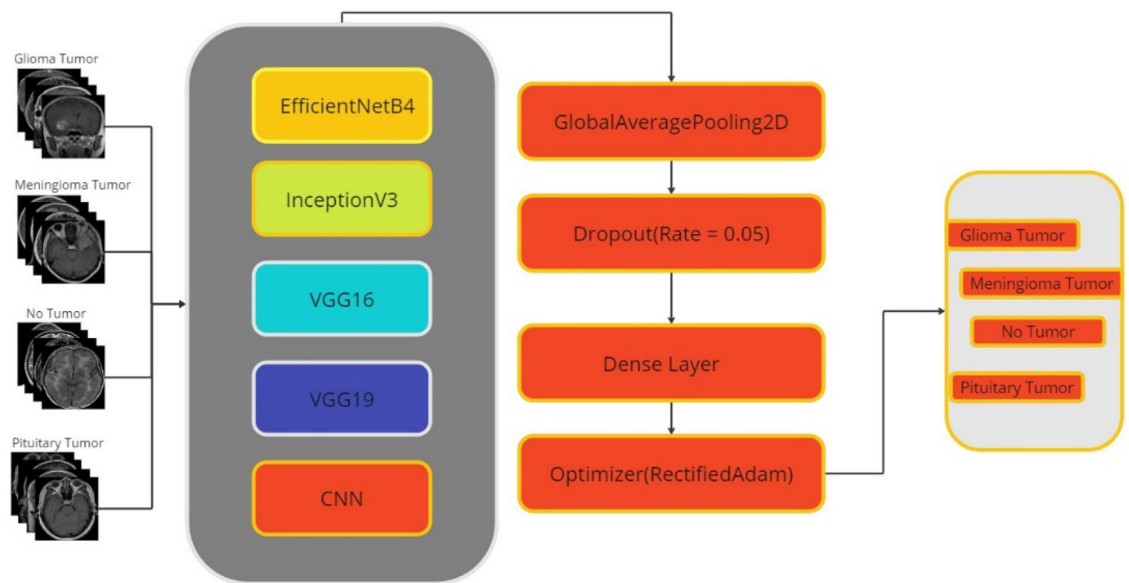 Glioma Tumor
Meningioma Tumor
No Tumor
Pituitary Tumor
EfficientNetB4
InceptionV3
VGG16
VGG19
CNN
GlobalAveragePooling2D
Dropout(Rate = 0.05)
Dense Layer
Optimizer(RectifiedAdam)
Glioma Tumor
Meningioma Tumor
No Tumor
Pituitary Tumor